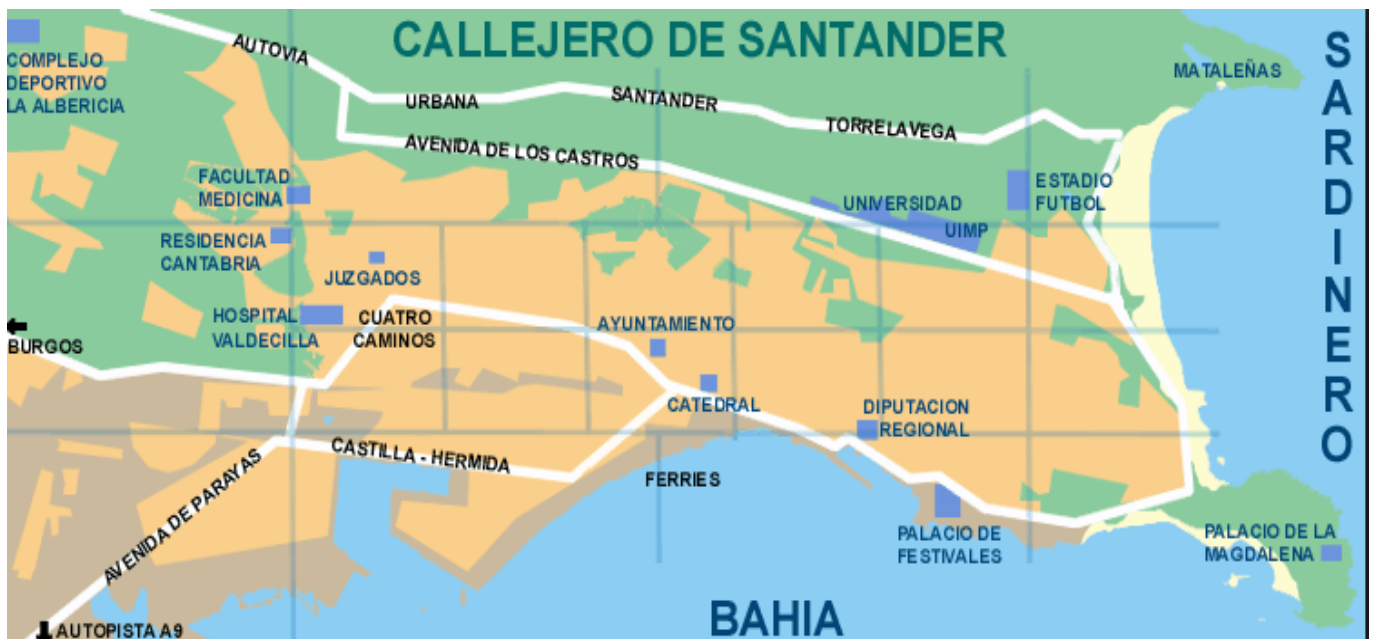 CALLEJERO DE SANTANDER
COMPLEJO
DEPORTIVO
LA ALBERICIA
AUTOVIA
URBANA
SANTANDER
TORRELAVEGA
MATALEÑAS
SARDINERO
AVENIDA DE LOS CASTROS
FACULTAD
MEDICINA
ESTADIO
FUTBOL
UNIVERSIDAD
UIMP
RESIDENCIA
CANTABRIA
JUZGADOS
HOSPITAL
VALDECILLA
CUATRO
CAMINOS
AYUNTAMIENTO
BURGOS
CATEDRAL
DIPUTACION
REGIONAL
CASTILLA - HERMIDA
FERRIES
AVENIDA DE PARAYAS
PALACIO DE
FESTIVALES
PALACIO DE LA
MAGDALENA
BAHIA
AUTOPISTA A9